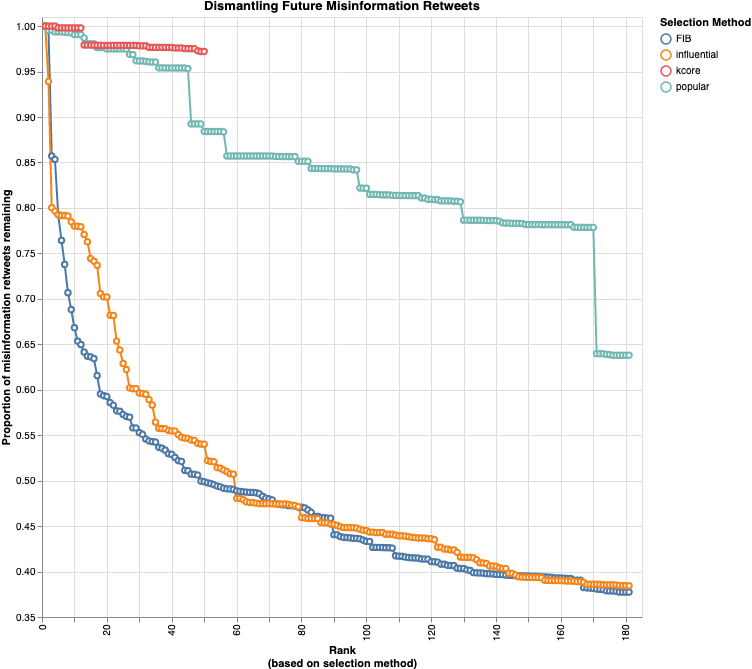 Dismantling Future Misinformation Retweets
Selection Method
FIB
influential
kcore
popular
Proportion of misinformation retweets remaining
1.00
0.95
0.90
0.85
0.80
0.75
0.70
0.65
0.60
0.55
0.50
0.45
0.40
0.35
0 20 40 60 80 100 120 140 160 180
Rank
(based on selection method)